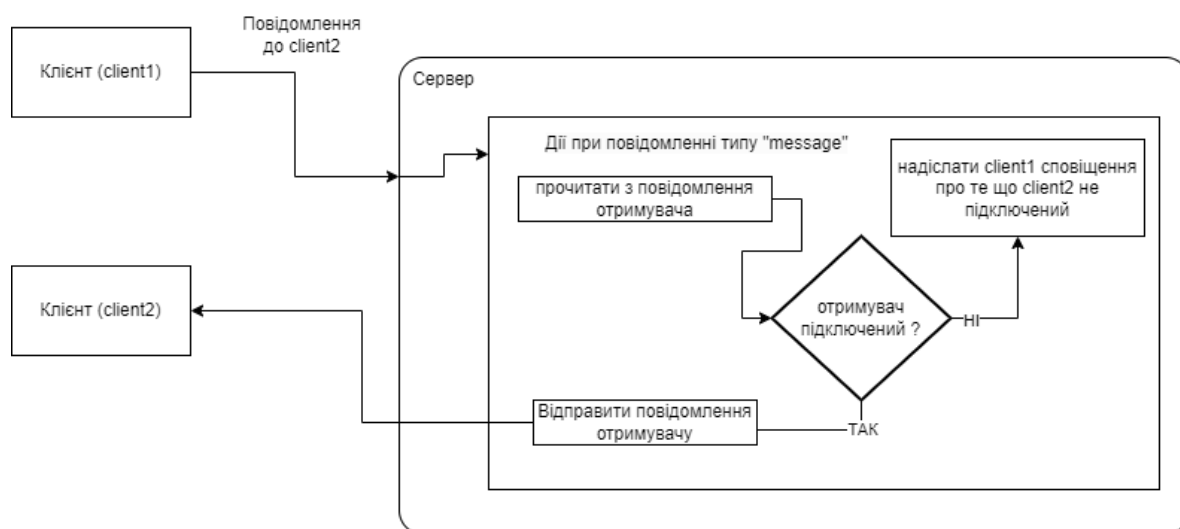 Повідомлення
до client2
Клієнт (client1)
Сервер
Дії при повідомленні типу "message"
надіслати client1 сповіщення
про те що client2 не
підключений
прочитати з повідомлення
отримувача
Клієнт (client2)
отримувач
підключений ?
НІ
Відправити повідомлення
отримувачу
ТАК